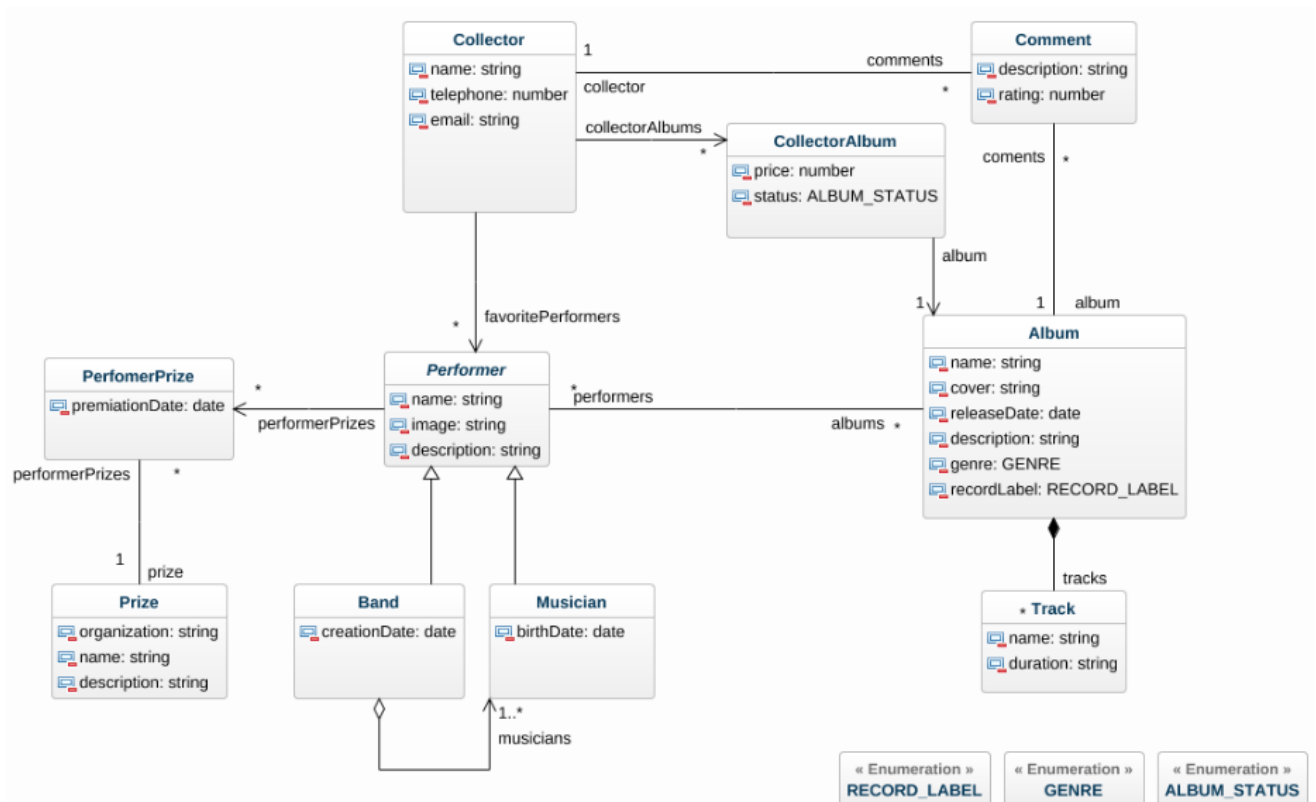 Collector
name: string
telephone: number
email: string
1
collector
comments
*
Comment
description: string
rating: number
collectorAlbums
*
CollectorAlbum
price: number
status: ALBUM_STATUS
coments
*
album
1
1
album
favoritePerformers
*
Album
name: string
cover: string
releaseDate: date
description: string
genre: GENRE
recordLabel: RECORD_LABEL
PerfomerPrize
premiationDate: date
*
performerPrizes
Performer
name: string
image: string
description: string
*
performers
albums
*
performerPrizes
*
1
prize
Prize
organization: string
name: string
description: string
Band
creationDate: date
Musician
birthDate: date
1..*
musicians
tracks
* Track
name: string
duration: string
« Enumeration »
RECORD_LABEL
« Enumeration »
GENRE
« Enumeration »
ALBUM_STATUS